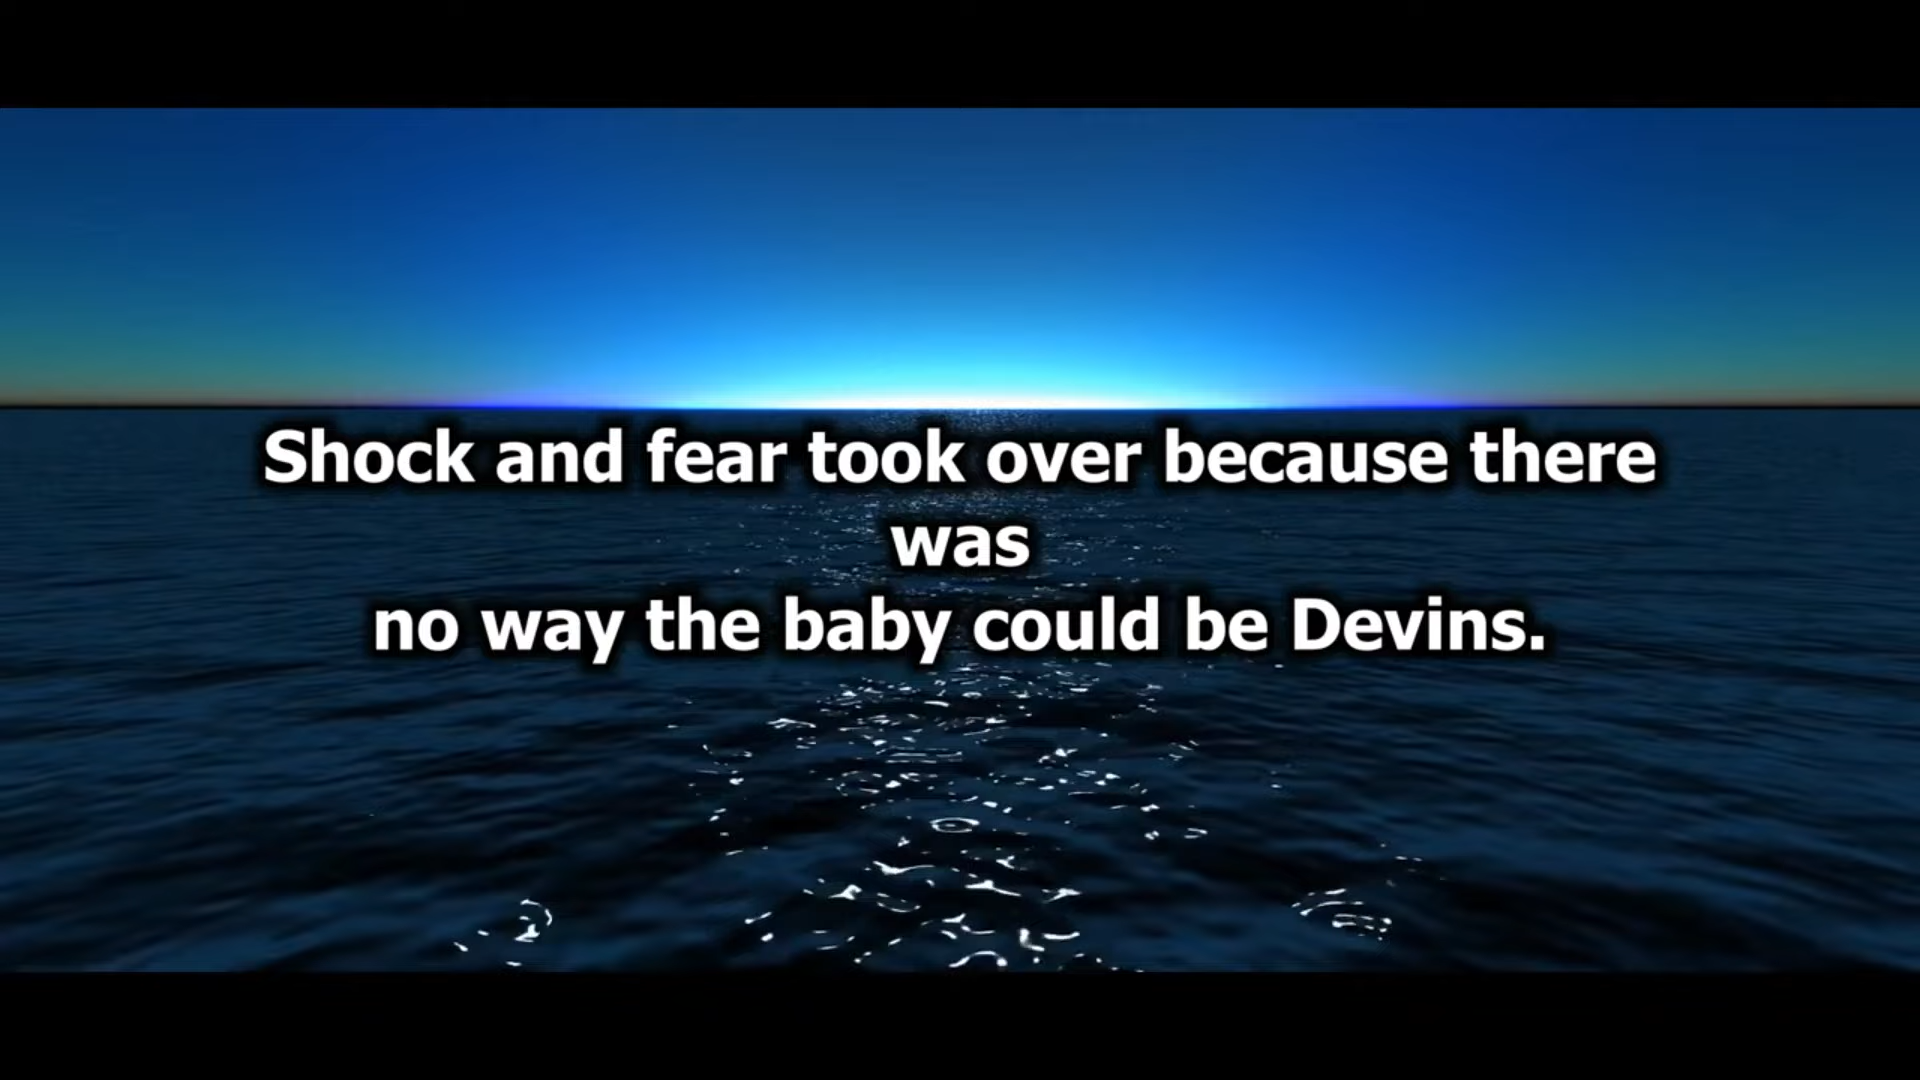 Shock and fear took over because there
was
no way the baby could be Devins.